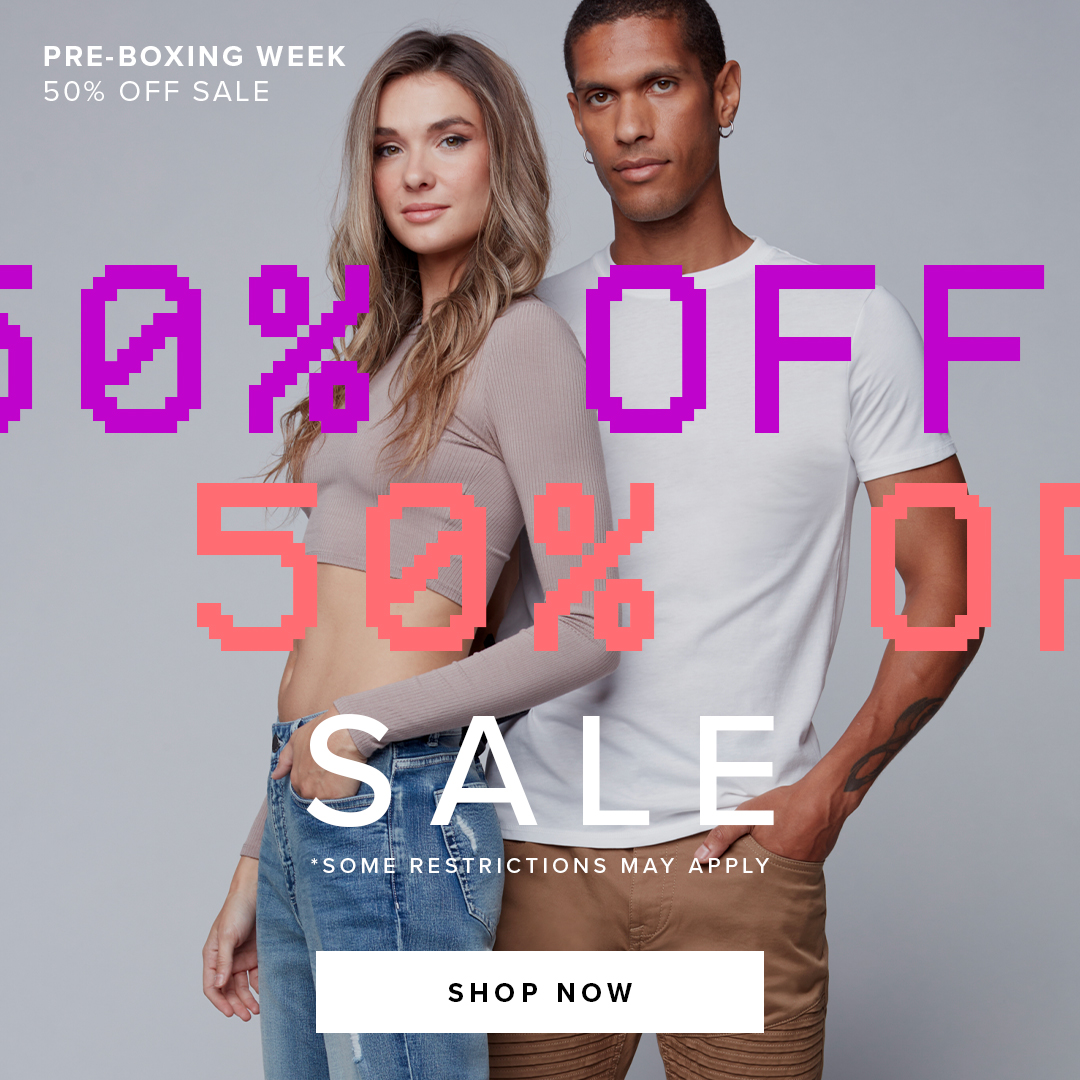 PRE-BOXING WEEK
50% OFF SALE
50% OFF
50% OF
SALE
*SOME RESTRICTIONS MAY APPLY
SHOP NOW